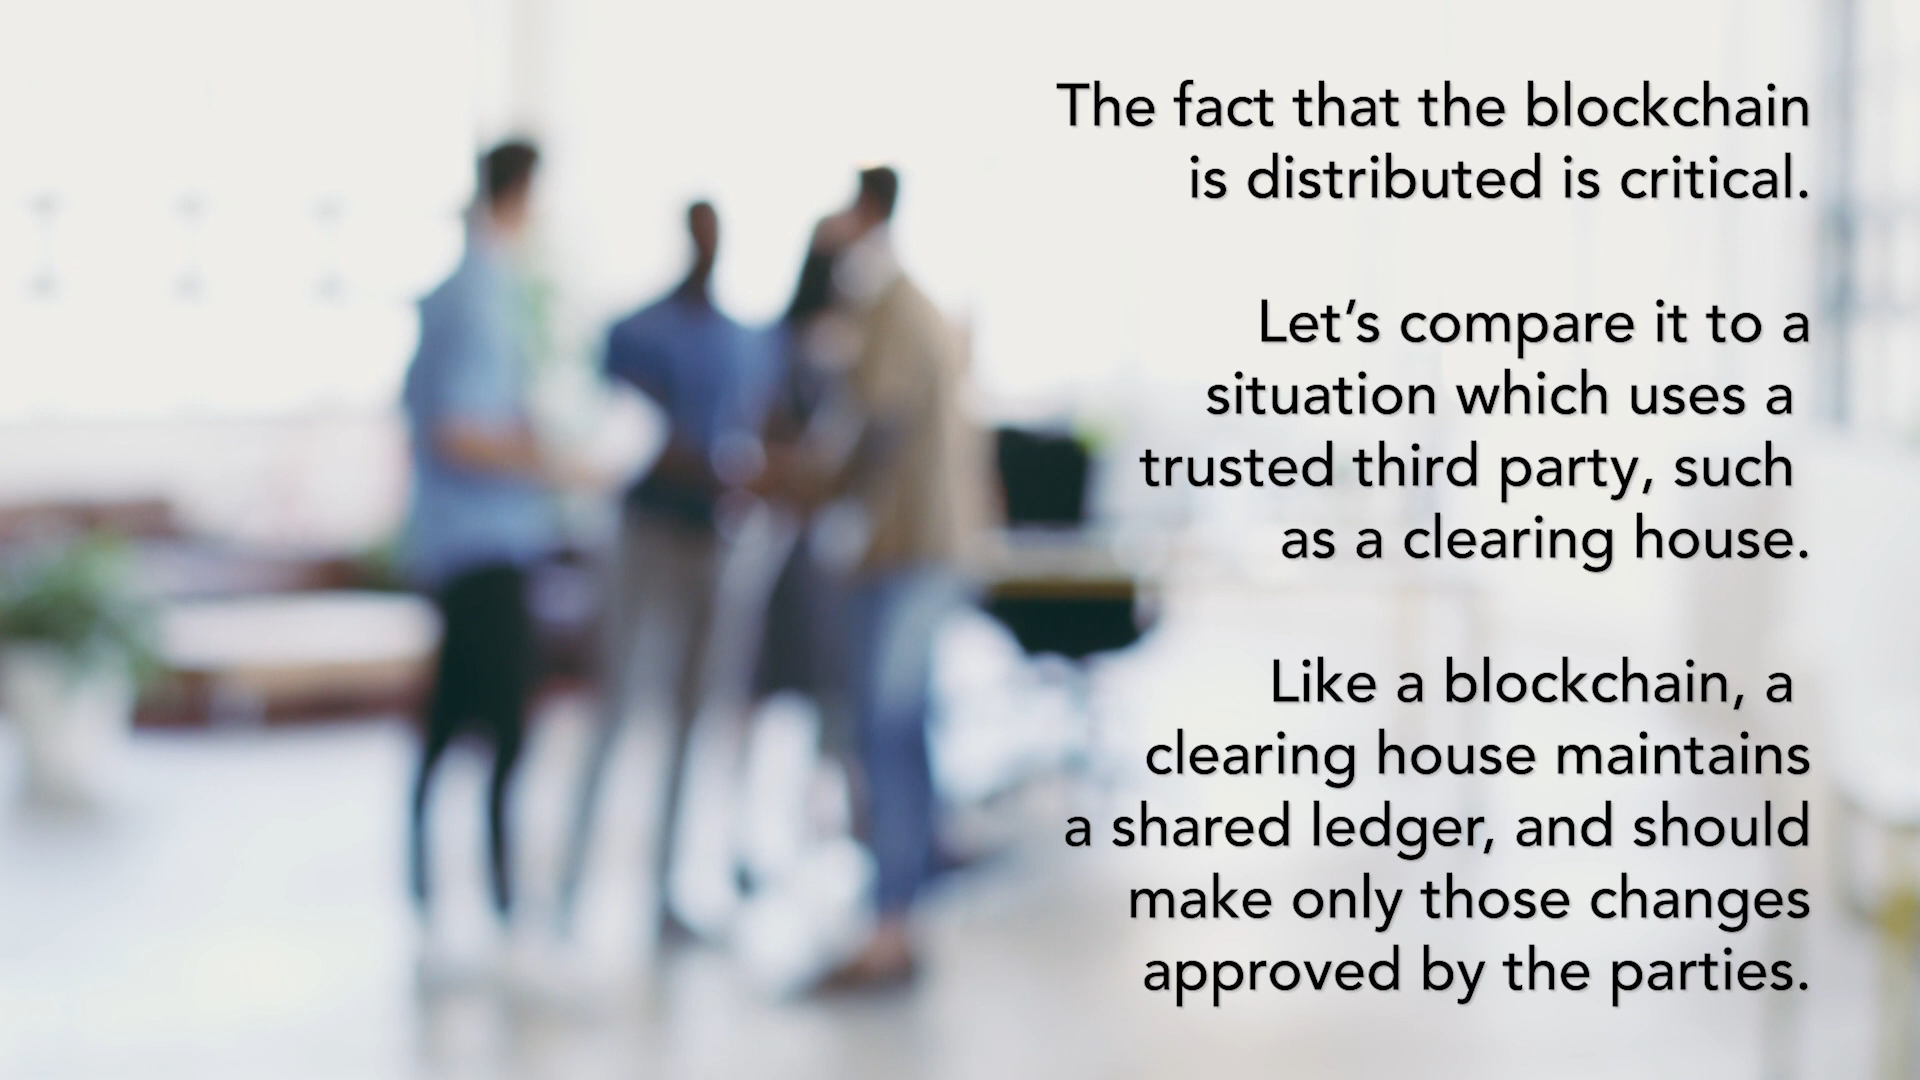 The fact that the blockchain
is distributed is critical.
Let’s compare it to a
situation which uses a
trusted third party, such
as a clearing house.
Like a blockchain, a
clearing house maintains
a shared ledger, and should
make only those changes
approved by the parties.